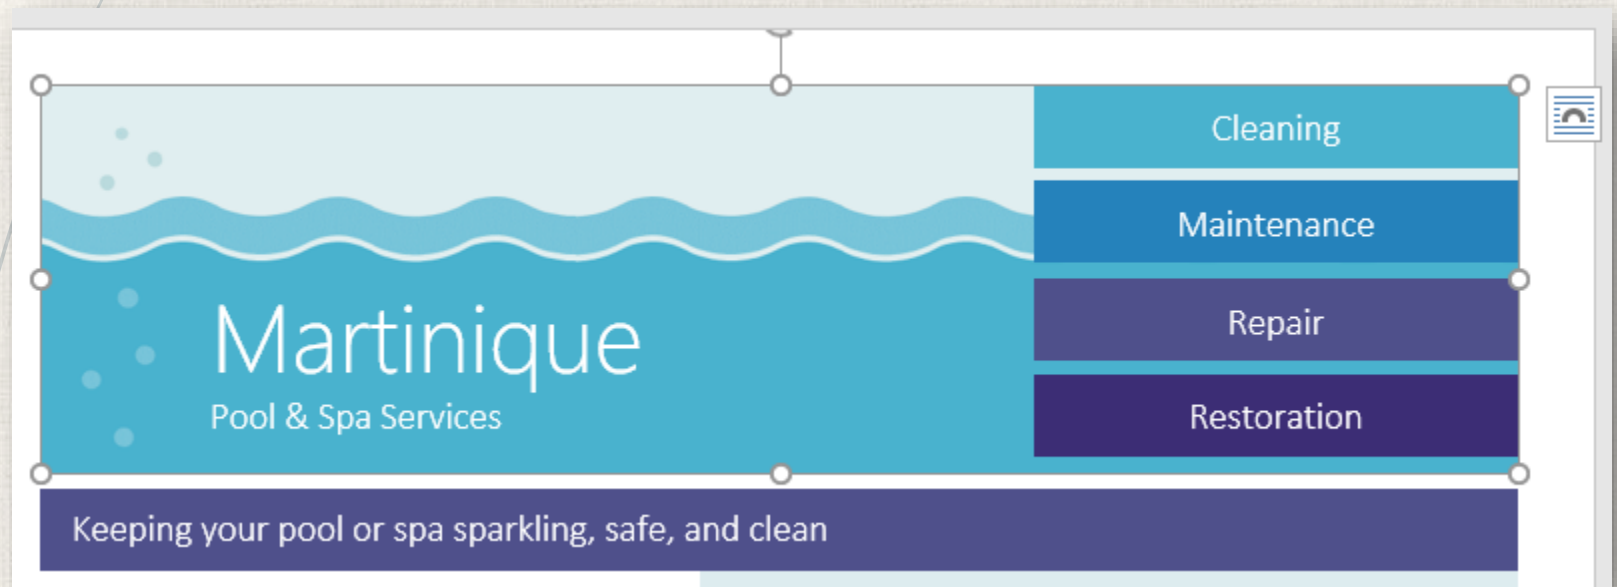 Martinique
Pool & Spa Services
Cleaning
Maintenance
Repair
Restoration
Keeping your pool or spa sparkling, safe, and clean